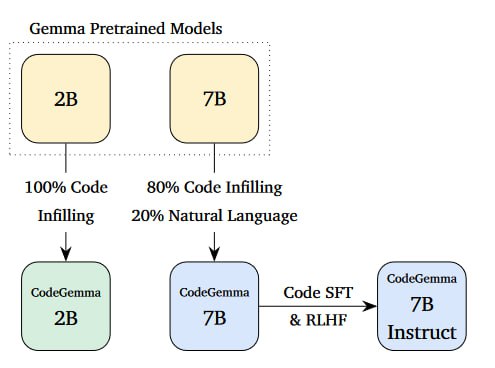 Gemma Pretrained Models
2B
7B
100% Code
Infilling
80% Code Infilling
20% Natural Language
CodeGemma
2B
CodeGemma
7B
Code SFT
& RLHF
CodeGemma
7B
Instruct